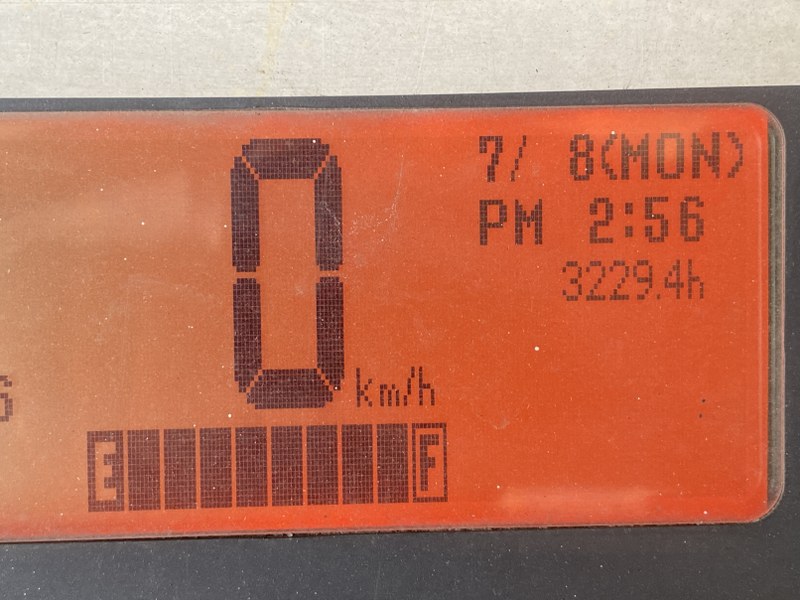 7/ 8(MON)
PM 2:56
3229.4h
0 km/h
E F